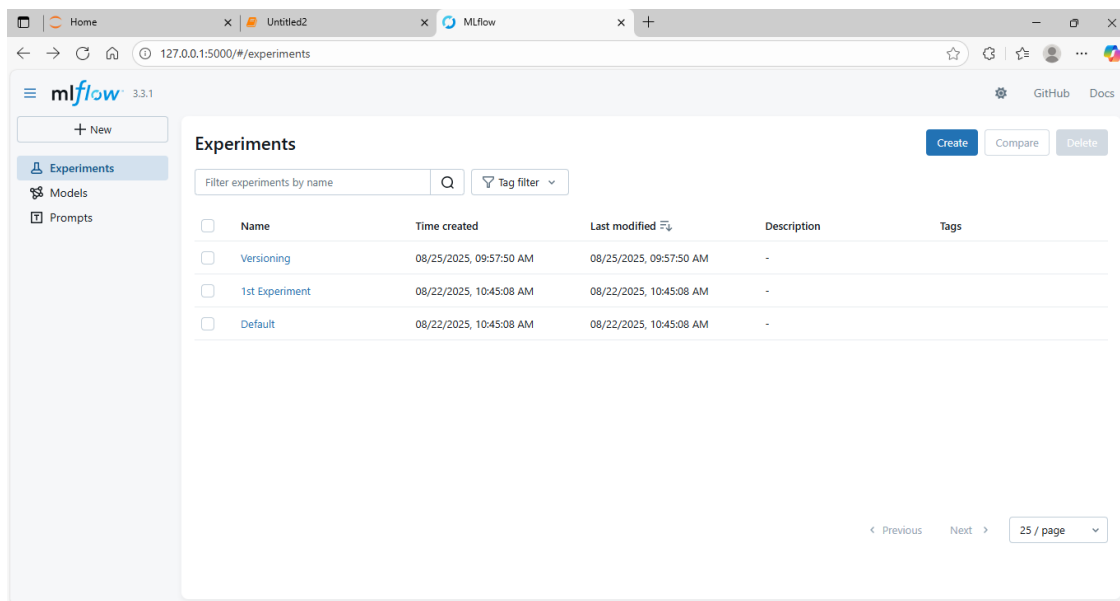 Home
Untitled2
MLflow
127.0.0.1:5000/#/experiments
mlflow 3.3.1
GitHub
Docs
+ New
Experiments
Models
Prompts
Experiments
Create
Compare
Delete
Filter experiments by name
Tag filter
Name Time created Last modified Description Tags
Versioning 08/25/2025, 09:57:50 AM 08/25/2025, 09:57:50 AM -
1st Experiment 08/22/2025, 10:45:08 AM 08/22/2025, 10:45:08 AM -
Default 08/22/2025, 10:45:08 AM 08/22/2025, 10:45:08 AM -
Previous Next 25 / page